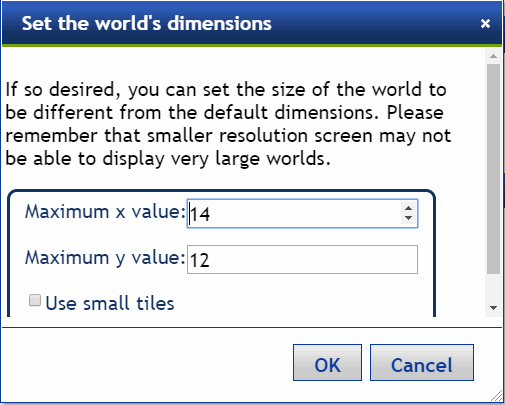 Set the world's dimensions
If so desired, you can set the size of the world to
be different from the default dimensions. Please
remember that smaller resolution screen may not
be able to display very large worlds.
Maximum x value: 14
Maximum y value: 12
Use small tiles
OK Cancel